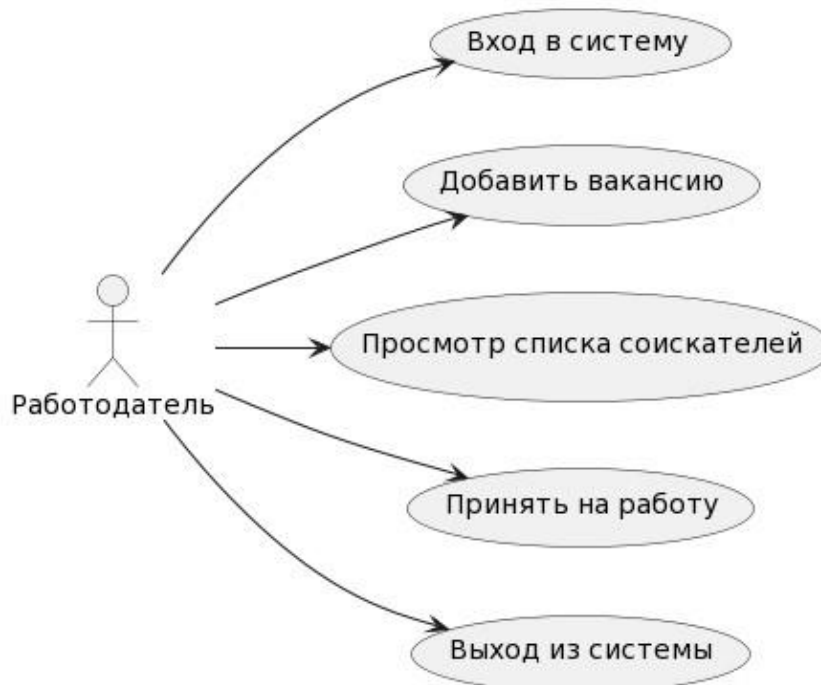 Вход в систему
Добавить вакансию
Просмотр списка соискателей
Работодатель
Принять на работу
Выход из системы